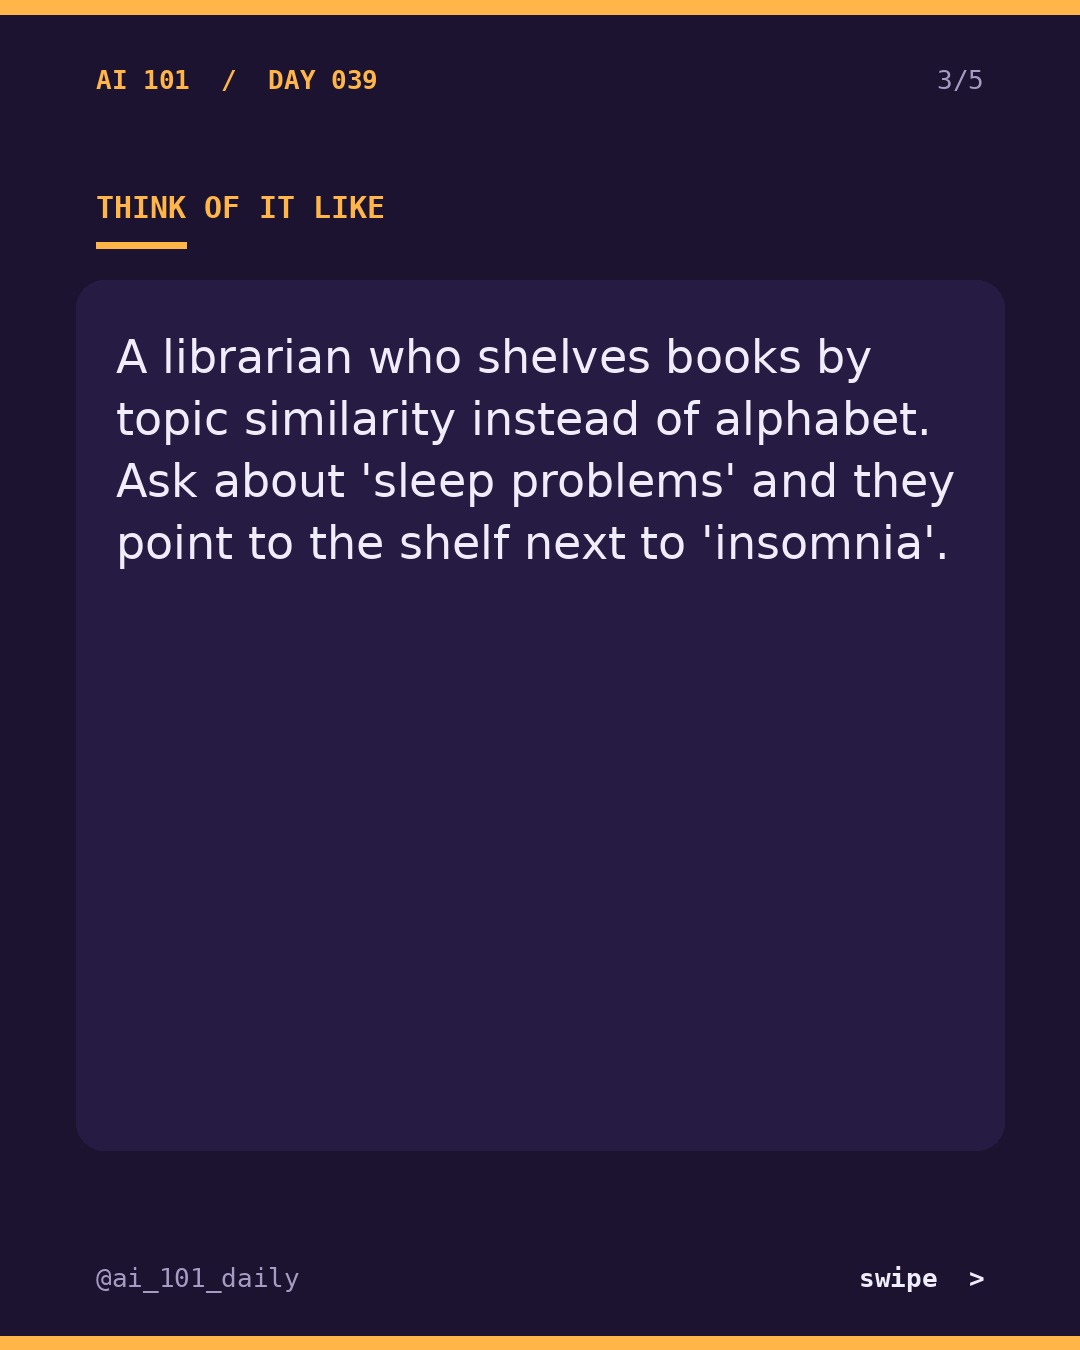 AI 101 / DAY 039
3/5
THINK OF IT LIKE
A librarian who shelves books by
topic similarity instead of alphabet.
Ask about 'sleep problems' and they
point to the shelf next to 'insomnia'.
@ai_101_daily
swipe >